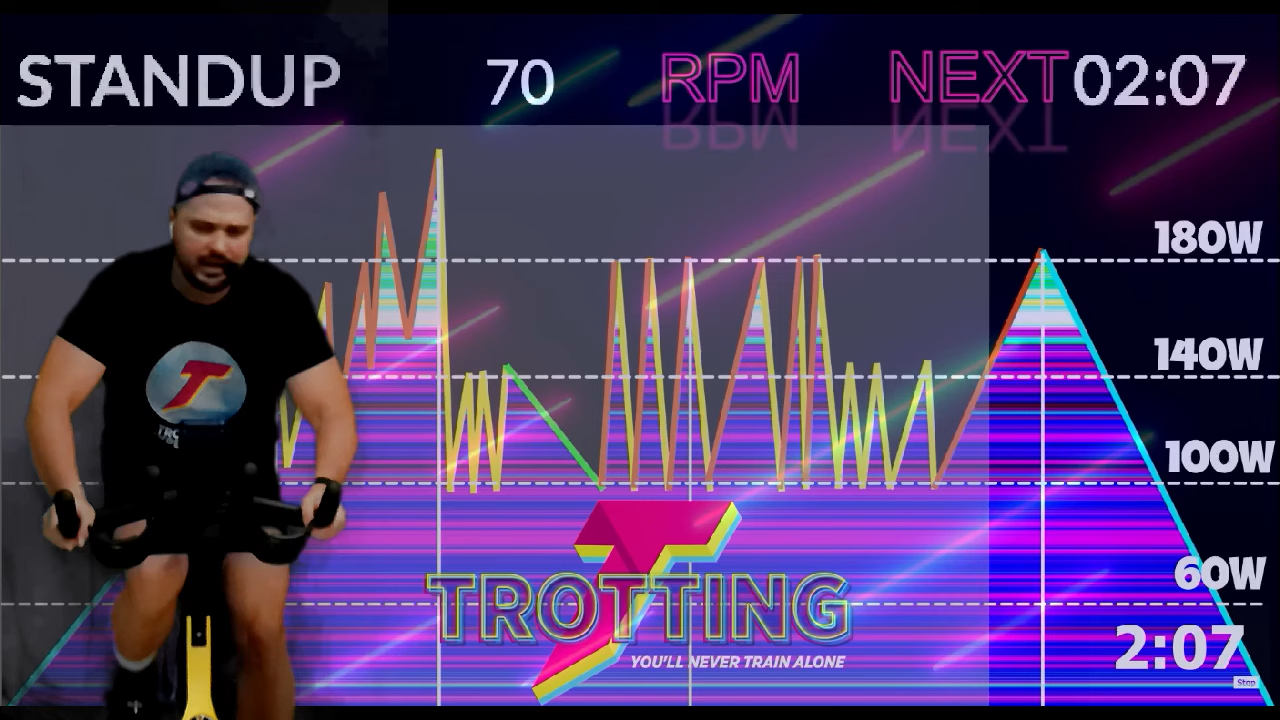 STANDUP 70 RPM NEXT 02:07
180W
140W
100W
60W
2:07
Stop
T
TROTTING
YOU'LL NEVER TRAIN ALONE
T